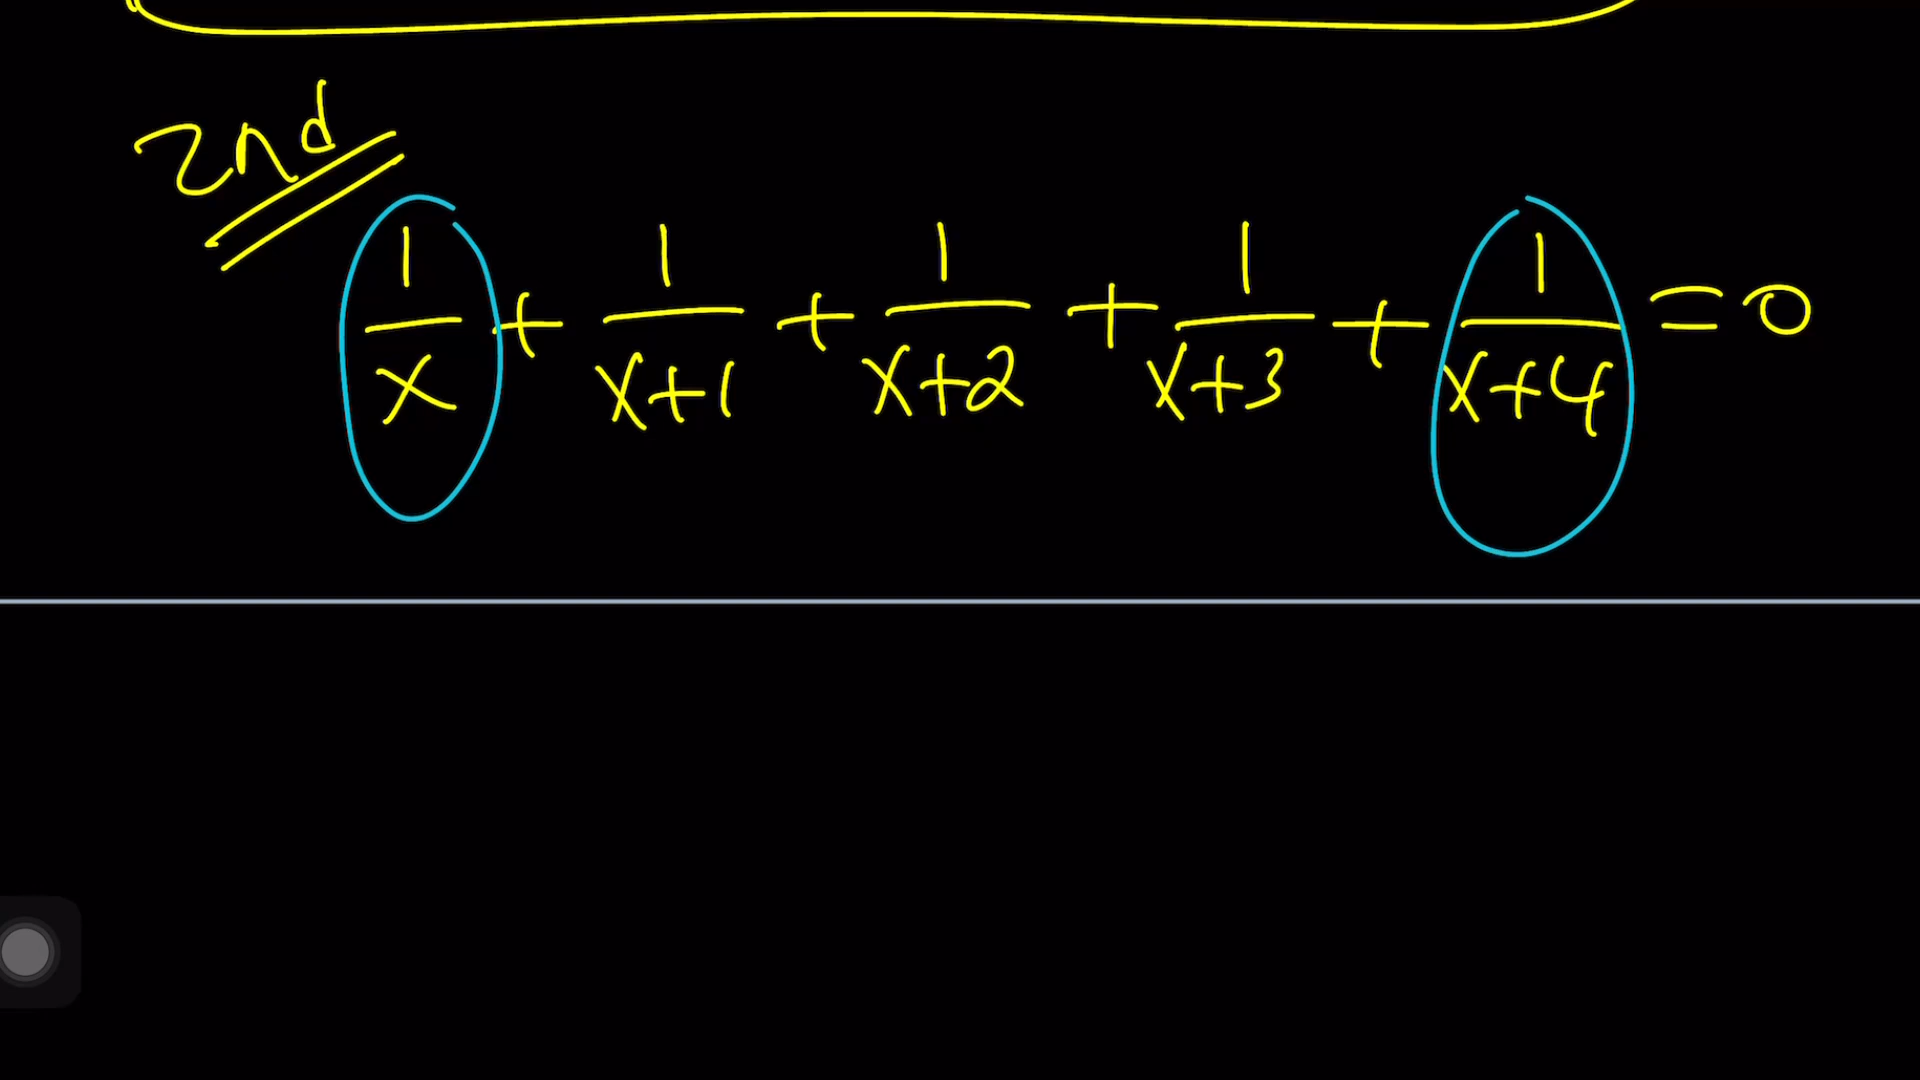 2nd
1/x + 1/x+1 + 1/x+2 + 1/x+3 + 1/x+4 = 0